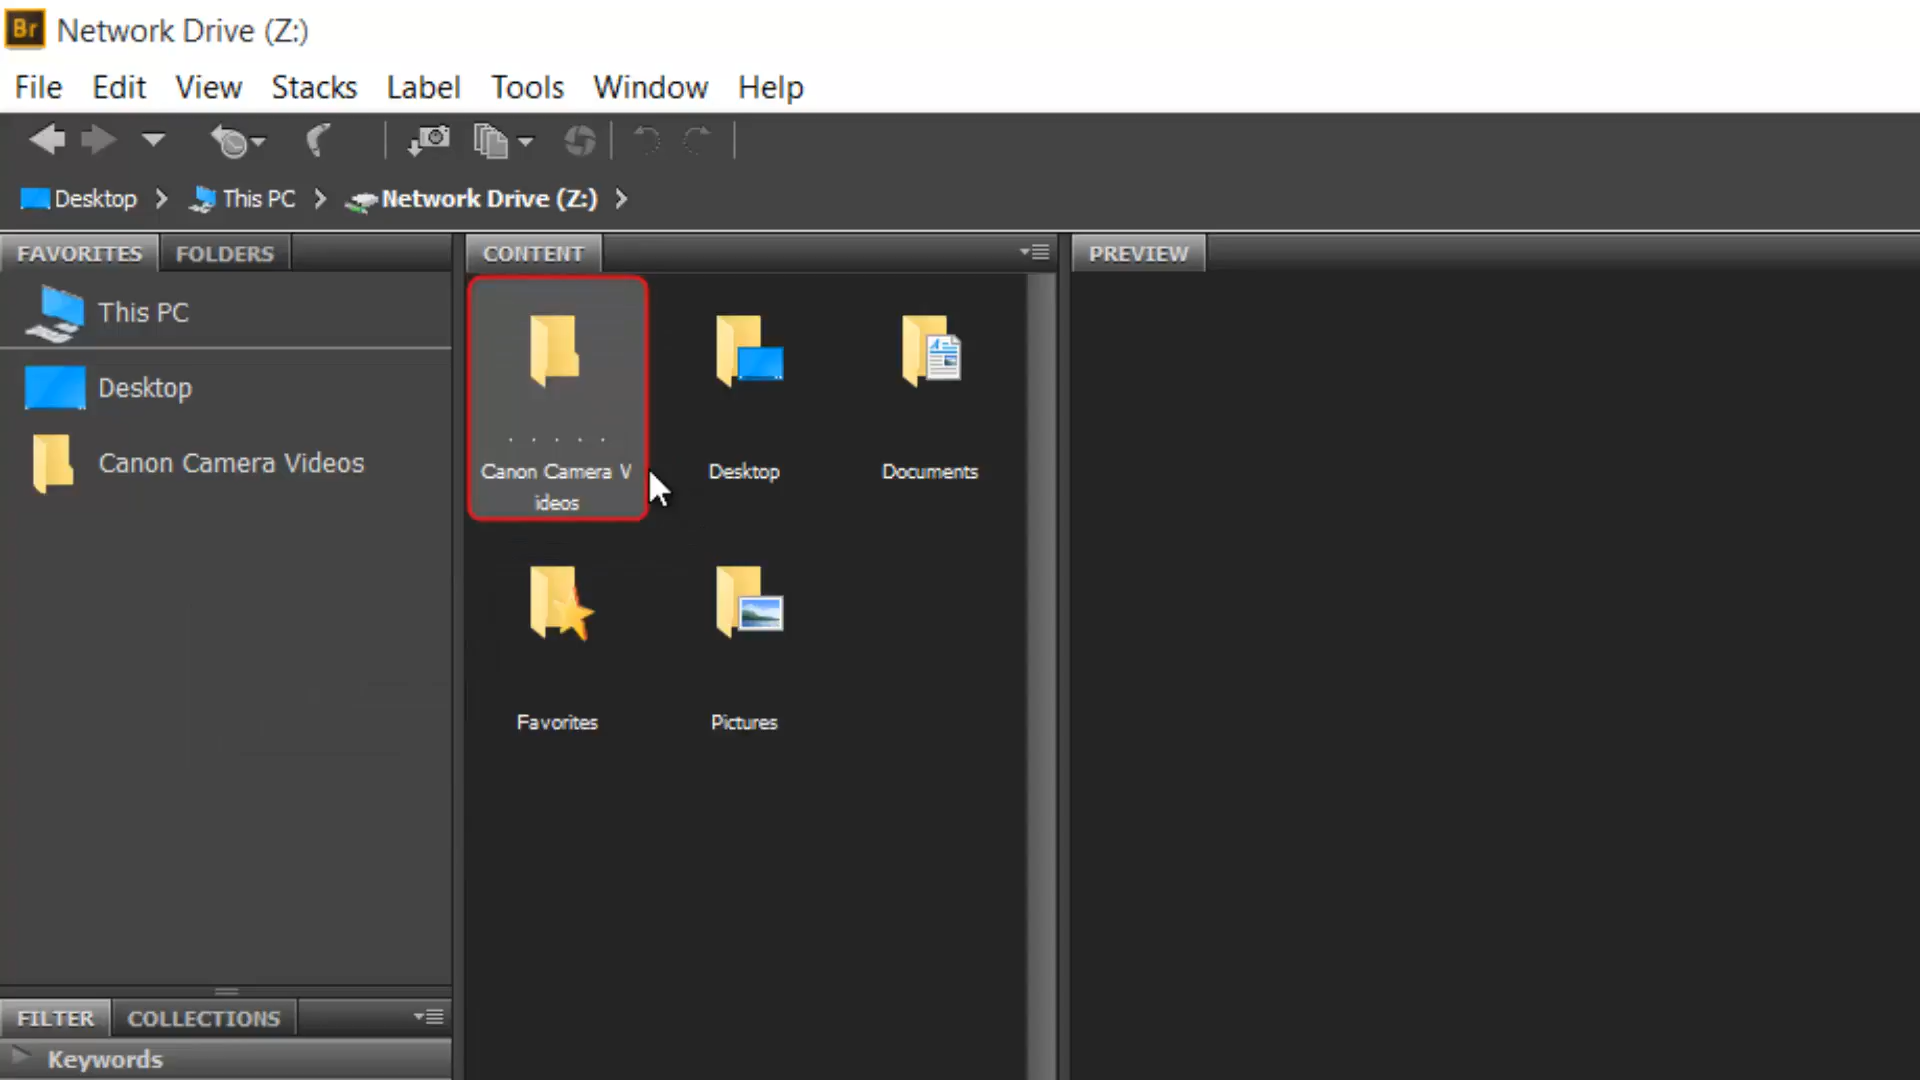 Br Network Drive (Z:)
File Edit View Stacks Label Tools Window Help
Desktop This PC Network Drive (Z:)
FAVORITES FOLDERS CONTENT PREVIEW
This PC
Desktop
Canon Camera Videos
Canon Camera V
ideos
Desktop
Documents
Favorites
Pictures
FILTER COLLECTIONS
Keywords